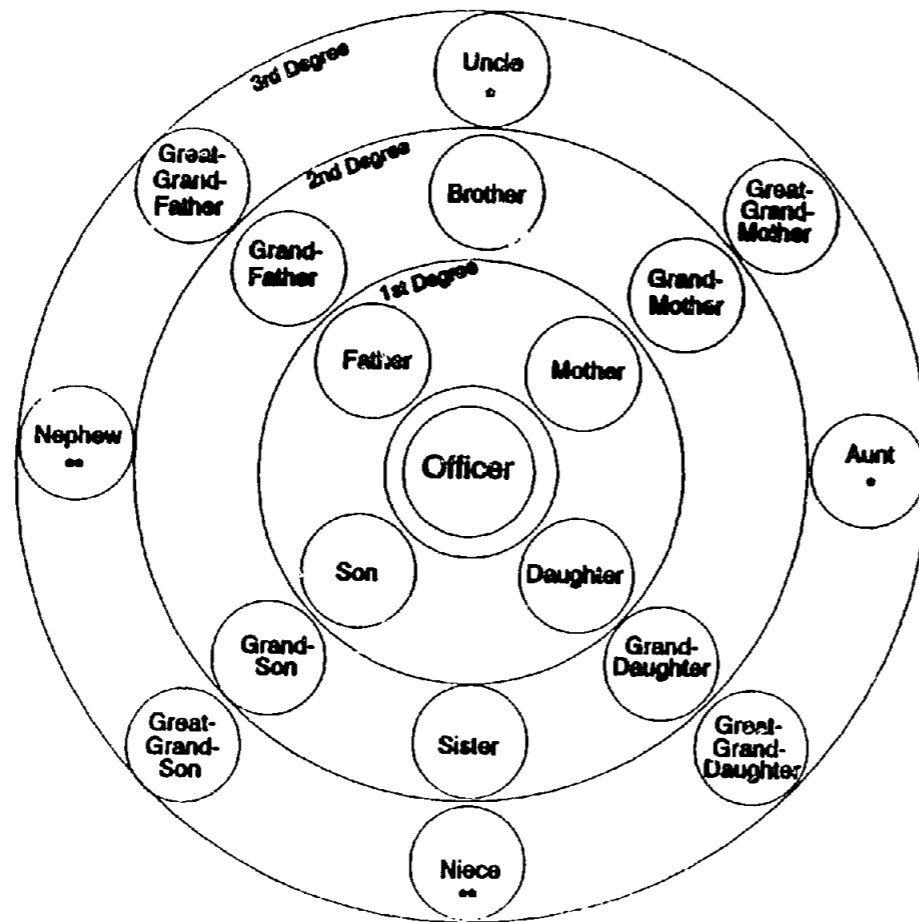 3rd Degree
Uncle
*
Great-
Grand-
Father
2nd Degree
Brother
Great-
Grand-
Mother
Grand-
Father
Grand-
Mother
1st Degree
Father
Mother
Nephew
**
Officer
Aunt
*
Son
Daughter
Grand-
Son
Grand-
Daughter
Great-
Grand-
Son
Sister
Great-
Grand-
Daughter
Niece
**